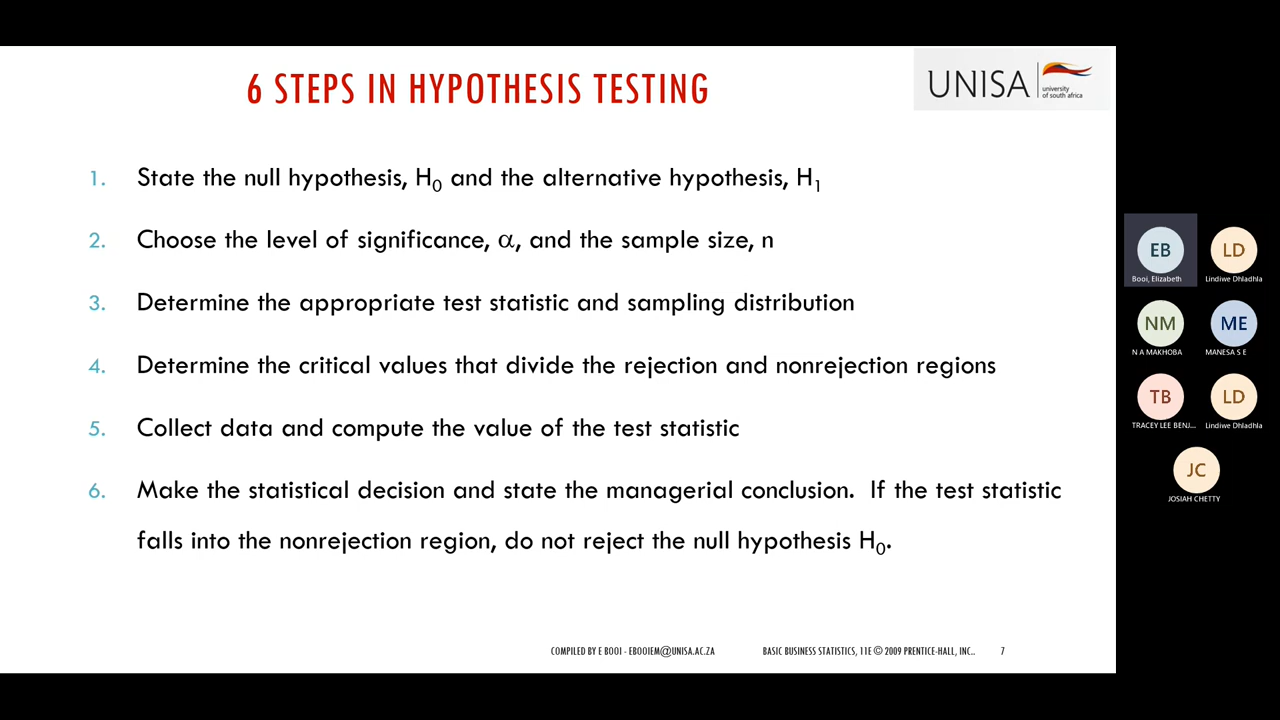 6 STEPS IN HYPOTHESIS TESTING
UNISA
university
of south africa
1. State the null hypothesis, H0 and the alternative hypothesis, H1
2. Choose the level of significance, α, and the sample size, n
3. Determine the appropriate test statistic and sampling distribution
4. Determine the critical values that divide the rejection and nonrejection regions
5. Collect data and compute the value of the test statistic
6. Make the statistical decision and state the managerial conclusion. If the test statistic
falls into the nonrejection region, do not reject the null hypothesis H0.
COMPILED BY E BOOI - EBOOIEM@UNISA.AC.ZA
BASIC BUSINESS STATISTICS, 11E © 2009 PRENTICE-HALL, INC..
7
EB
Booi, Elizabeth
LD
Lindiwe Dhladhla
NM
N A MAKHOBA
ME
MANESA S E
TB
TRACEY LEE BENJ...
LD
Lindiwe Dhladhla
JC
JOSIAH CHETTY